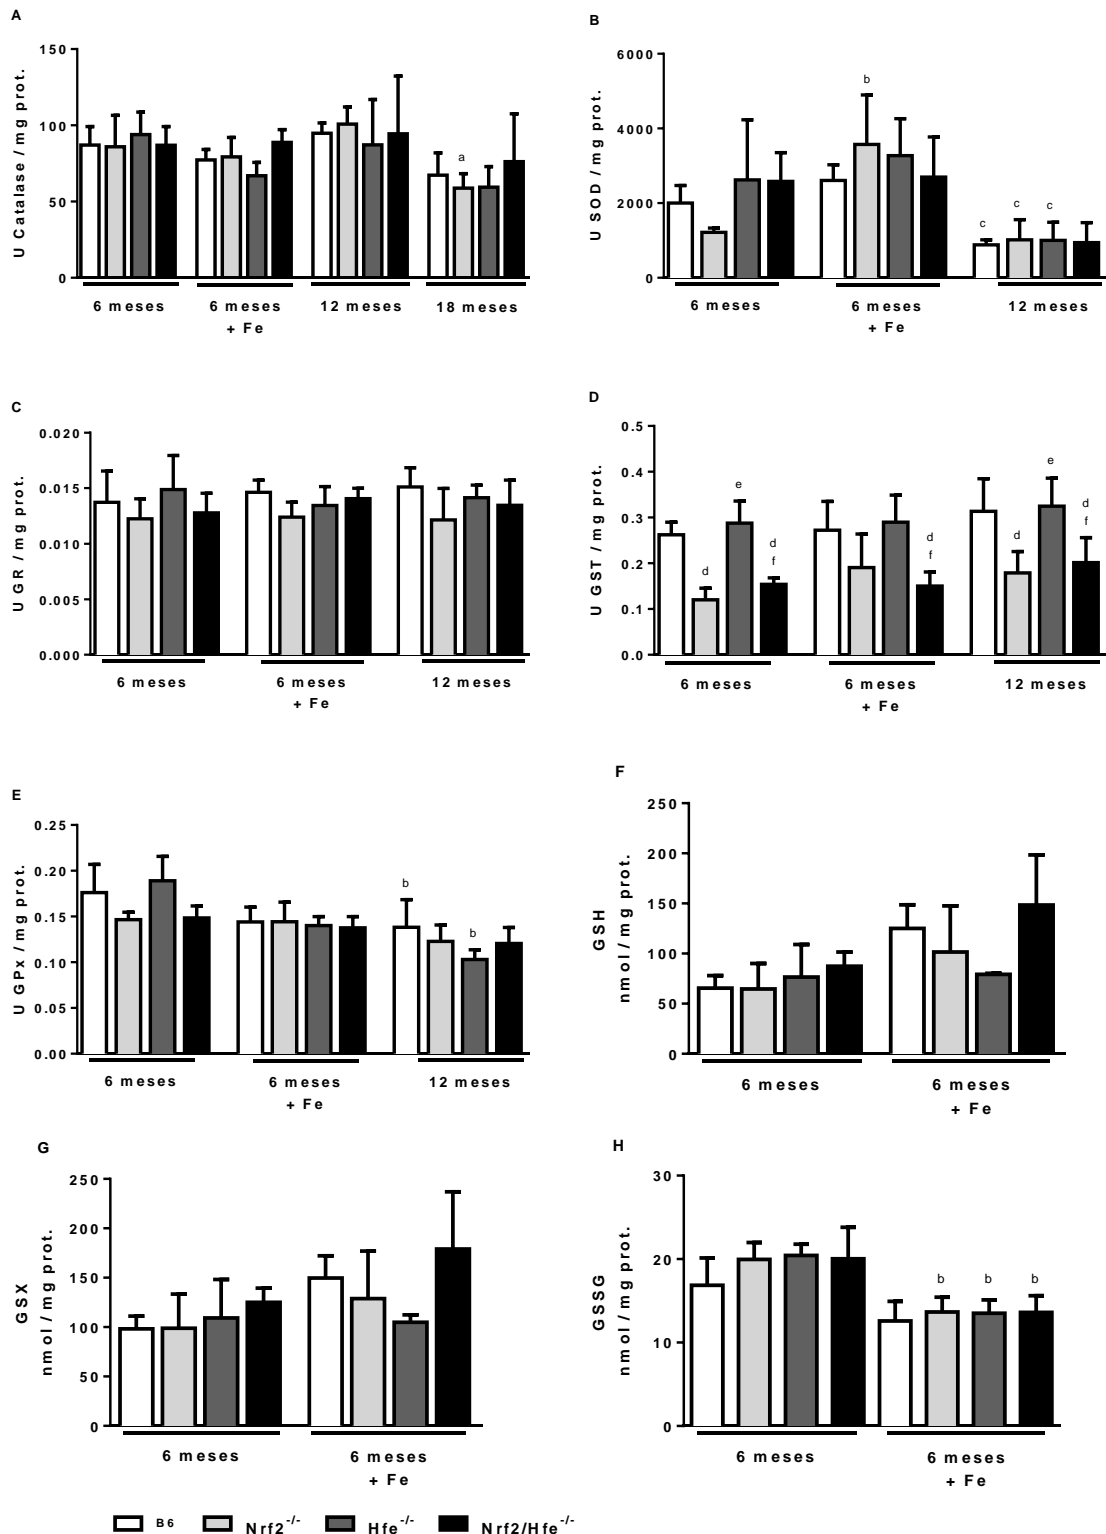 A
U Catalase / mg prot.
150
100
50
0
a
6 meses
6 meses
+ Fe
12 meses
18 meses
B
U SOD / mg prot.
6000
4000
2000
0
b
c
c
c
6 meses
6 meses
+ Fe
12 meses
C
U GR / mg prot.
0.020
0.015
0.010
0.005
0.000
6 meses
6 meses
+ Fe
12 meses
D
U GST / mg prot.
0.5
0.4
0.3
0.2
0.1
0.0
d
e
d
f
d
f
d
e
d
f
6 meses
6 meses
+ Fe
12 meses
E
U GPx / mg prot.
0.25
0.20
0.15
0.10
0.05
0.00
b
b
6 meses
6 meses
+ Fe
12 meses
F
GSH
nmol / mg prot.
250
200
150
100
50
0
6 meses
6 meses
+ Fe
G
GSX
nmol / mg prot.
250
200
150
100
50
0
6 meses
6 meses
+ Fe
H
GSSG
nmol / mg prot.
30
20
10
0
b
b
b
6 meses
6 meses
+ Fe
B6 Nrf2-/- Hfe-/- Nrf2/Hfe-/-